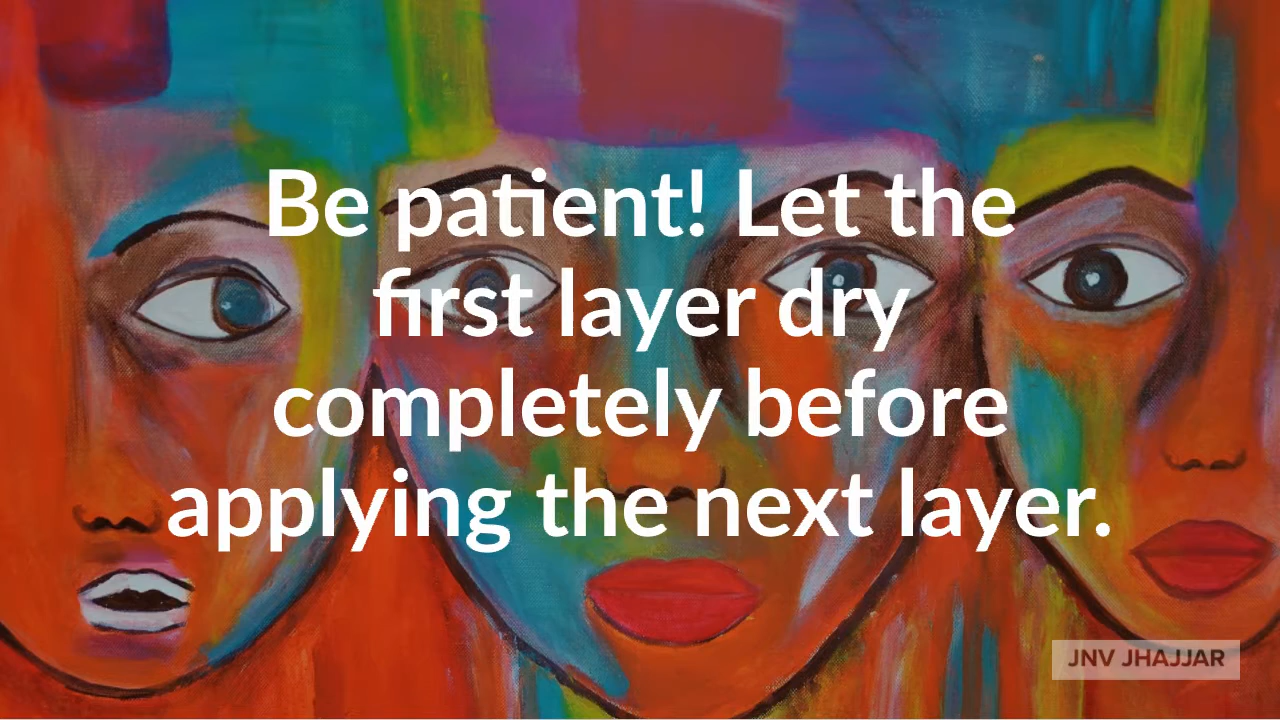 Be patient! Let the
first layer dry
completely before
applying the next layer.
JNV JHAJJAR